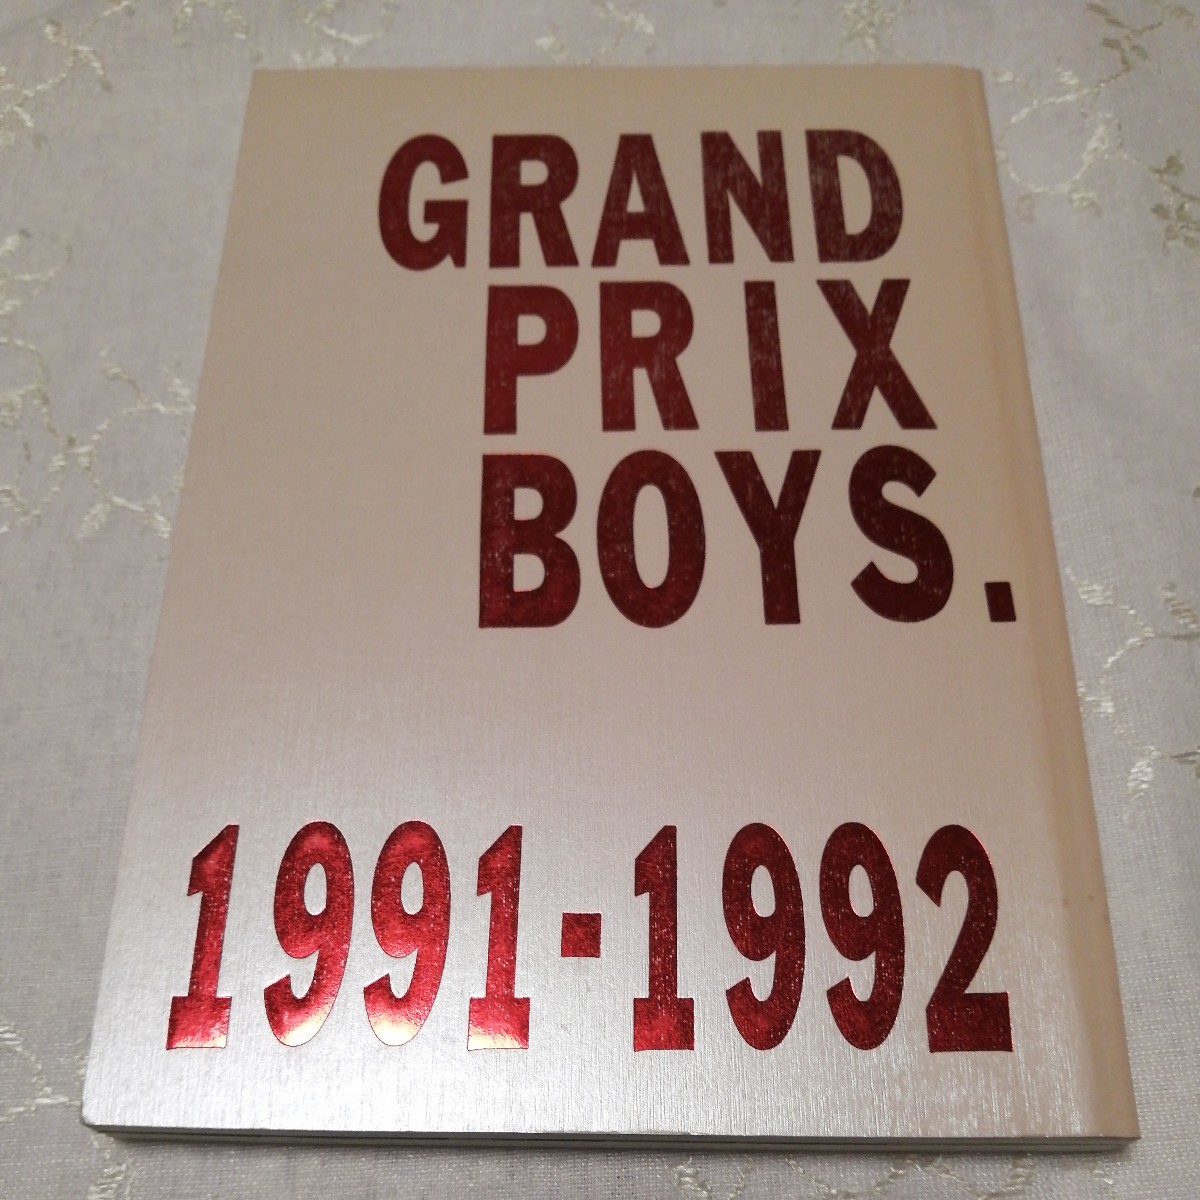 GRAND
PRIX
BOYS.
1991-1992